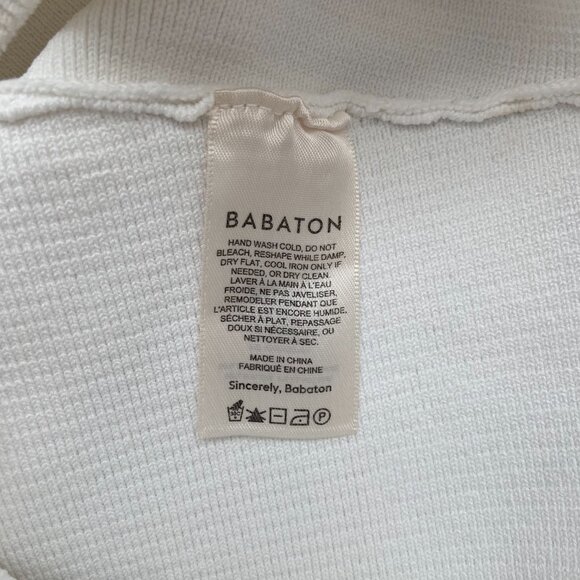 BABATON
HAND WASH COLD, DO NOT
BLEACH, RESHAPE WHILE DAMP,
DRY FLAT, COOL IRON ONLY IF
NEEDED, OR DRY CLEAN.
LAVER À LA MAIN À L'EAU
FROIDE, NE PAS JAVELISER,
REMODELER PENDANT QUE
L'ARTICLE EST ENCORE HUMIDE,
SÉCHER À PLAT, REPASSAGE
DOUX SI NÉCESSAIRE, OU
NETTOYER À SEC.
MADE IN CHINA
FABRIQUÉ EN CHINE
Sincerely, Babaton
P